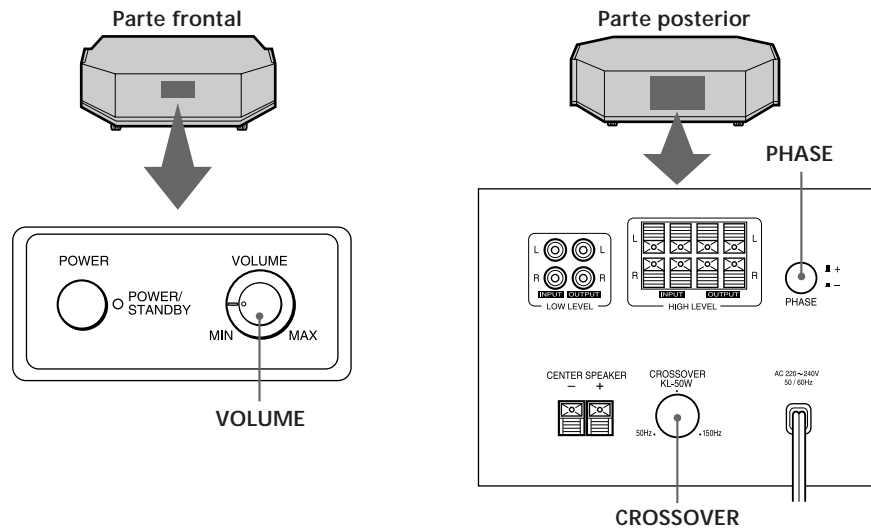 Parte frontal
POWER
VOLUME
POWER/
STANDBY
MIN
MAX
VOLUME
Parte posterior
PHASE
L
L
R
R
INPUT
OUTPUT
LOW LEVEL
L
L
R
R
INPUT
OUTPUT
HIGH LEVEL
+
–
PHASE
CENTER SPEAKER
– +
CROSSOVER
KL-50W
50Hz
150Hz
AC 220～240V
50 / 60Hz
CROSSOVER